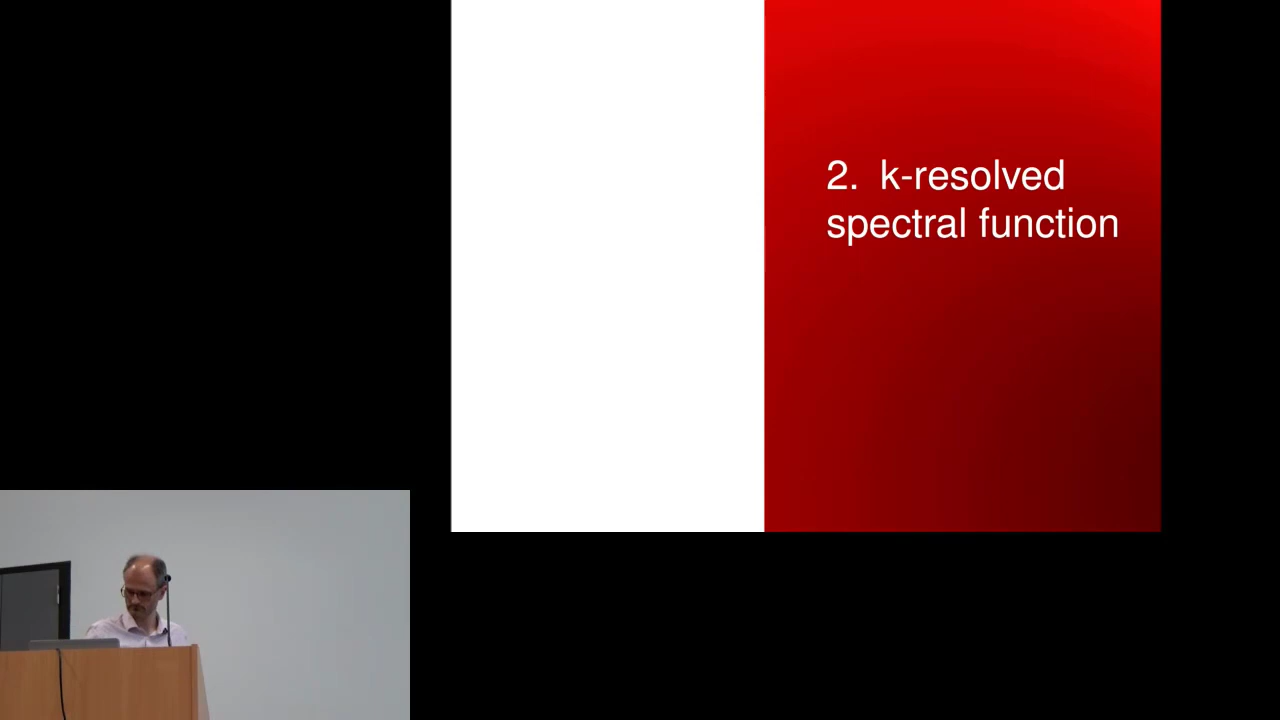 2. k-resolved
spectral function